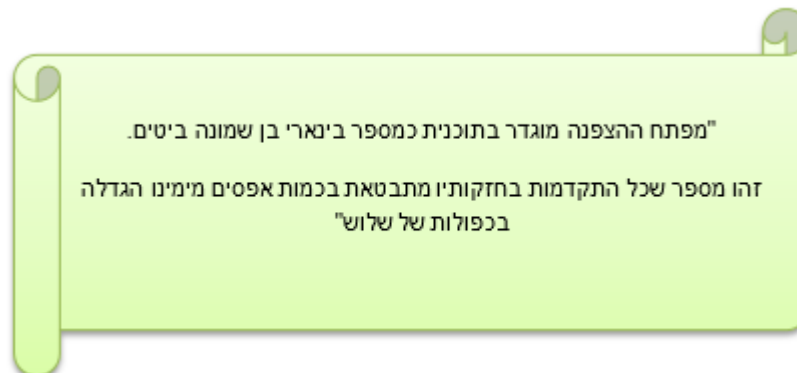 "מפתח ההצפנה מוגדר בתוכנית כמספר בינארי בן שמונה ביטים.
זהו מספר שכל התקדמות בחזקותיו מתבטאת בכמות אפסים מימינו הגדלה
בכפולות של שלוש"